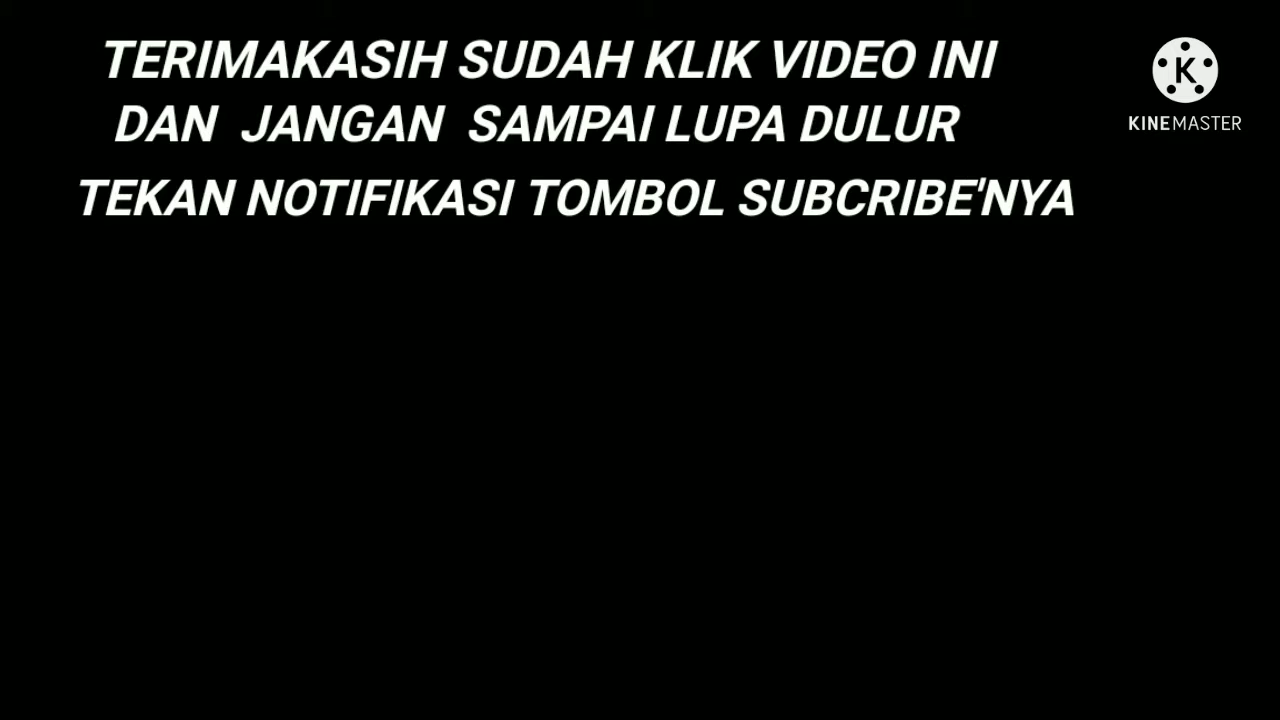 TERIMAKASIH SUDAH KLIK VIDEO INI
DAN JANGAN SAMPAI LUPA DULUR
TEKAN NOTIFIKASI TOMBOL SUBCRIBE'NYA
K
KINEMASTER